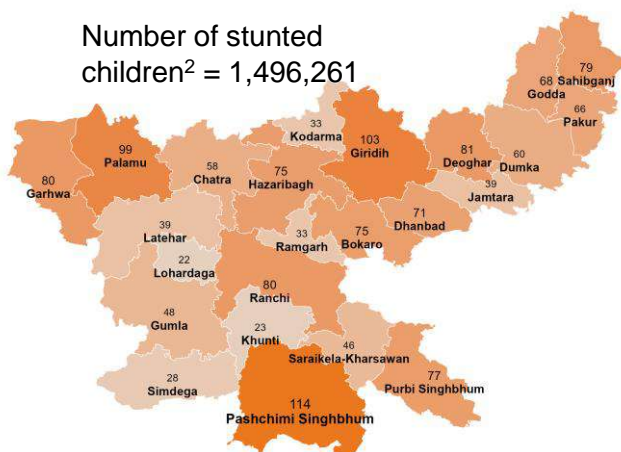 Number of stunted
children² = 1,496,261
79
Sahibganj
68
Godda
66
Pakur
33
Kodarma
103
Giridih
81
Deoghar
60
Dumka
39
Jamtara
99
Palamu
80
Garhwa
58
Chatra
75
Hazaribagh
71
Dhanbad
75
Bokaro
33
Ramgarh
39
Latehar
22
Lohardaga
80
Ranchi
48
Gumla
23
Khunti
46
Saraikela-Kharsawan
77
Purbi Singhbhum
28
Simdega
114
Pashchimi Singhbhum